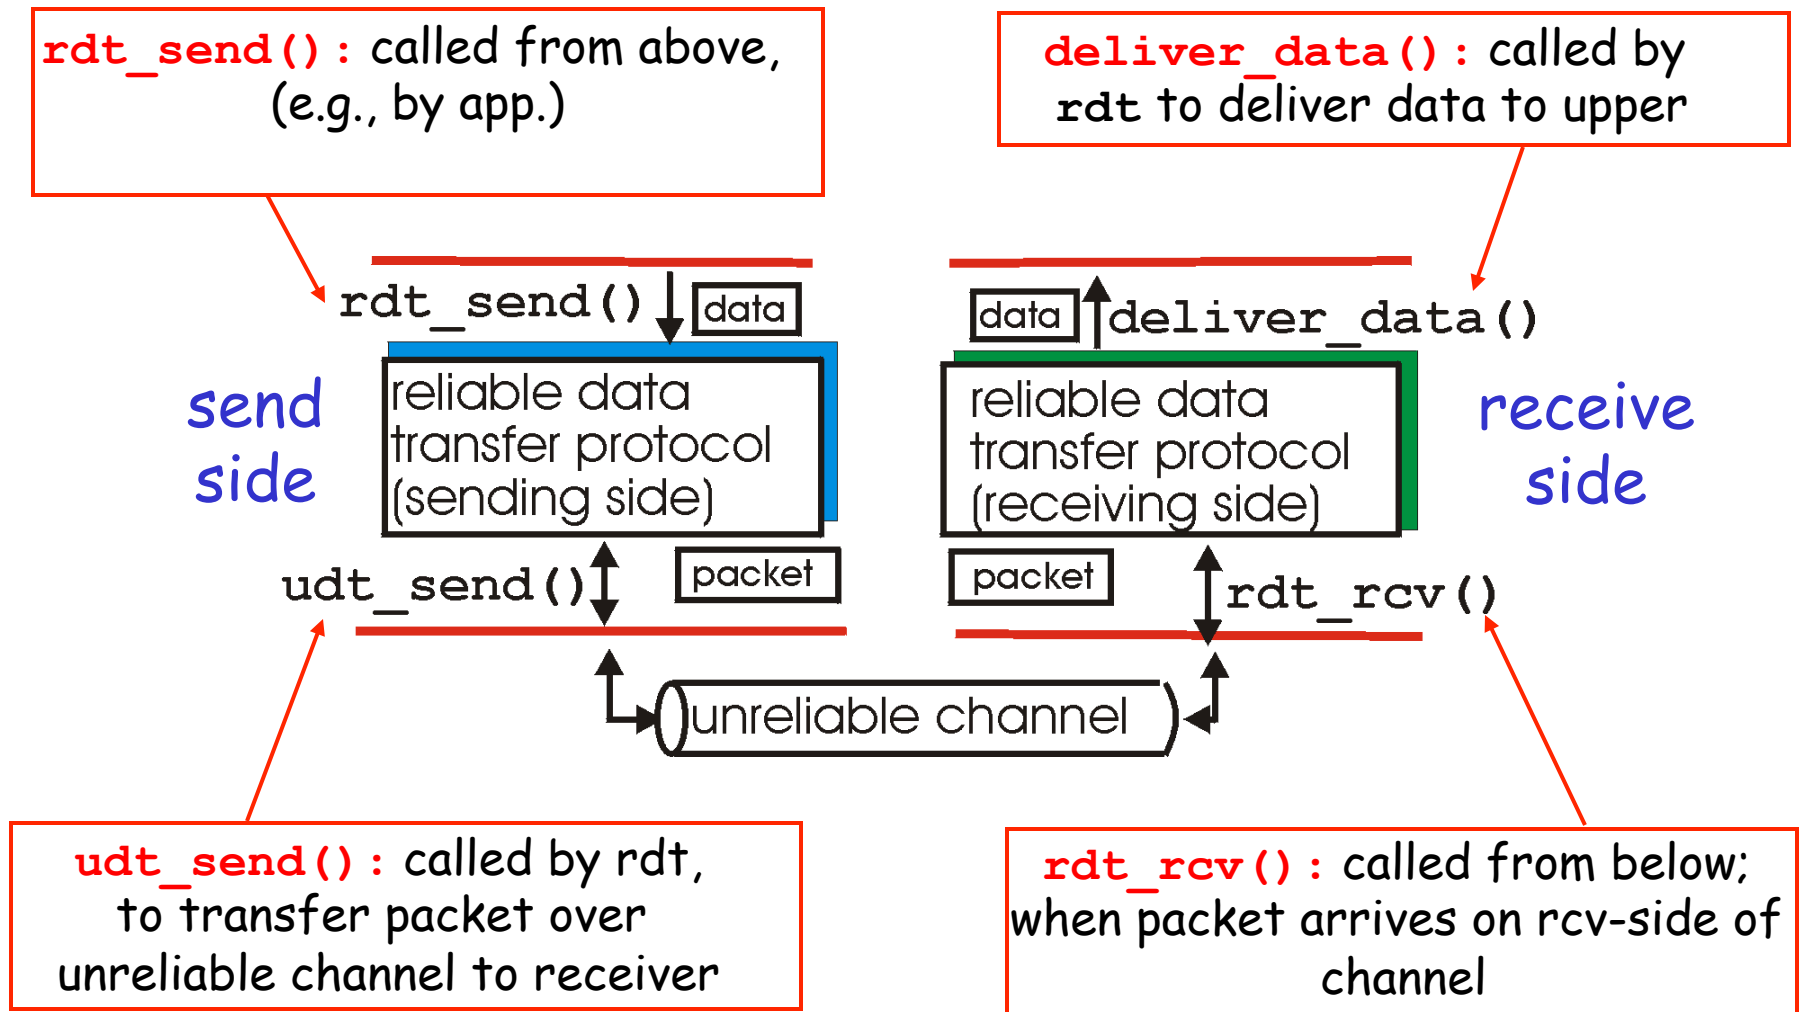 rdt_send(): called from above,
(e.g., by app.)
deliver_data(): called by
rdt to deliver data to upper
rdt_send()
data
data
deliver_data()
send
side
reliable data
transfer protocol
(sending side)
reliable data
transfer protocol
(receiving side)
receive
side
udt_send()
packet
packet
rdt_rcv()
unreliable channel
udt_send(): called by rdt,
to transfer packet over
unreliable channel to receiver
rdt_rcv(): called from below;
when packet arrives on rcv-side of
channel